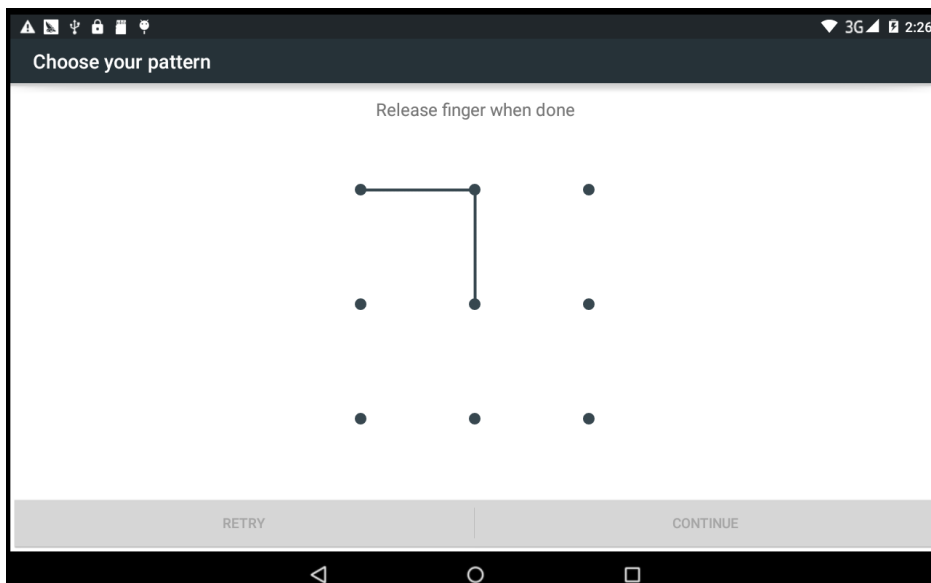 3G 2:26
Choose your pattern
Release finger when done
RETRY CONTINUE